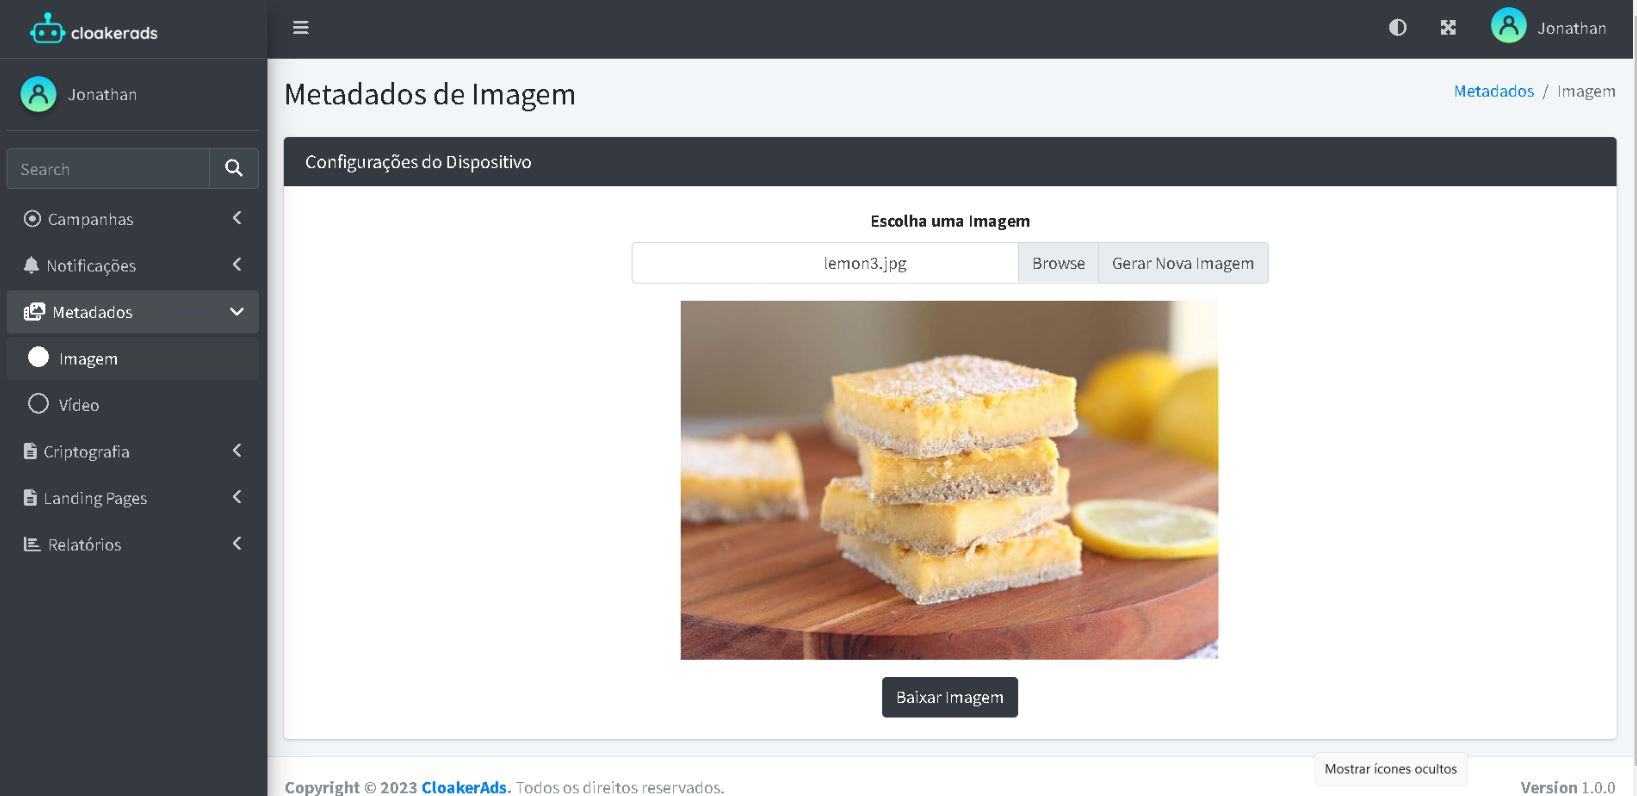 cloakerads
Jonathan
Jonathan
Search
Campanhas
Notificações
Metadados
Imagem
Vídeo
Criptografia
Landing Pages
Relatórios
Metadados de Imagem
Metadados / Imagem
Configurações do Dispositivo
Escolha uma Imagem
lemon3.jpg Browse Gerar Nova Imagem
Baixar Imagem
Mostrar ícones ocultos
Copyright © 2023 CloakerAds. Todos os direitos reservados.
Version 1.0.0